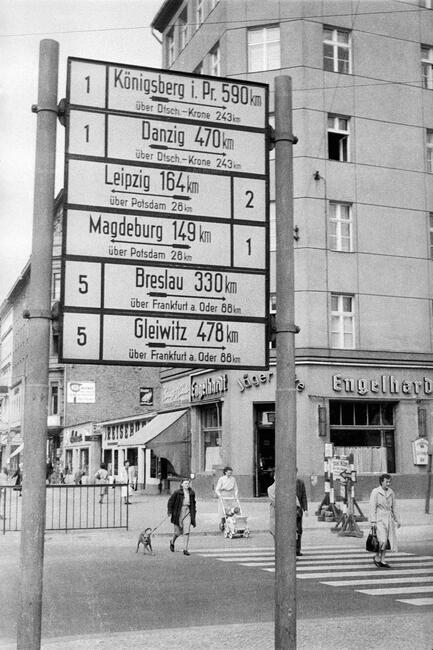 1 Königsberg i. Pr. 590km
über Dtsch.-Krone 243km
1 Danzig 470km
über Dtsch.-Krone 243km
Leipzig 164km 2
über Potsdam 28km
Magdeburg 149km 1
über Potsdam 28km
5 Breslau 330km
über Frankfurt a. Oder 88km
5 Gleiwitz 478km
über Frankfurt a. Oder 88km
Engelhardt
Engelhard